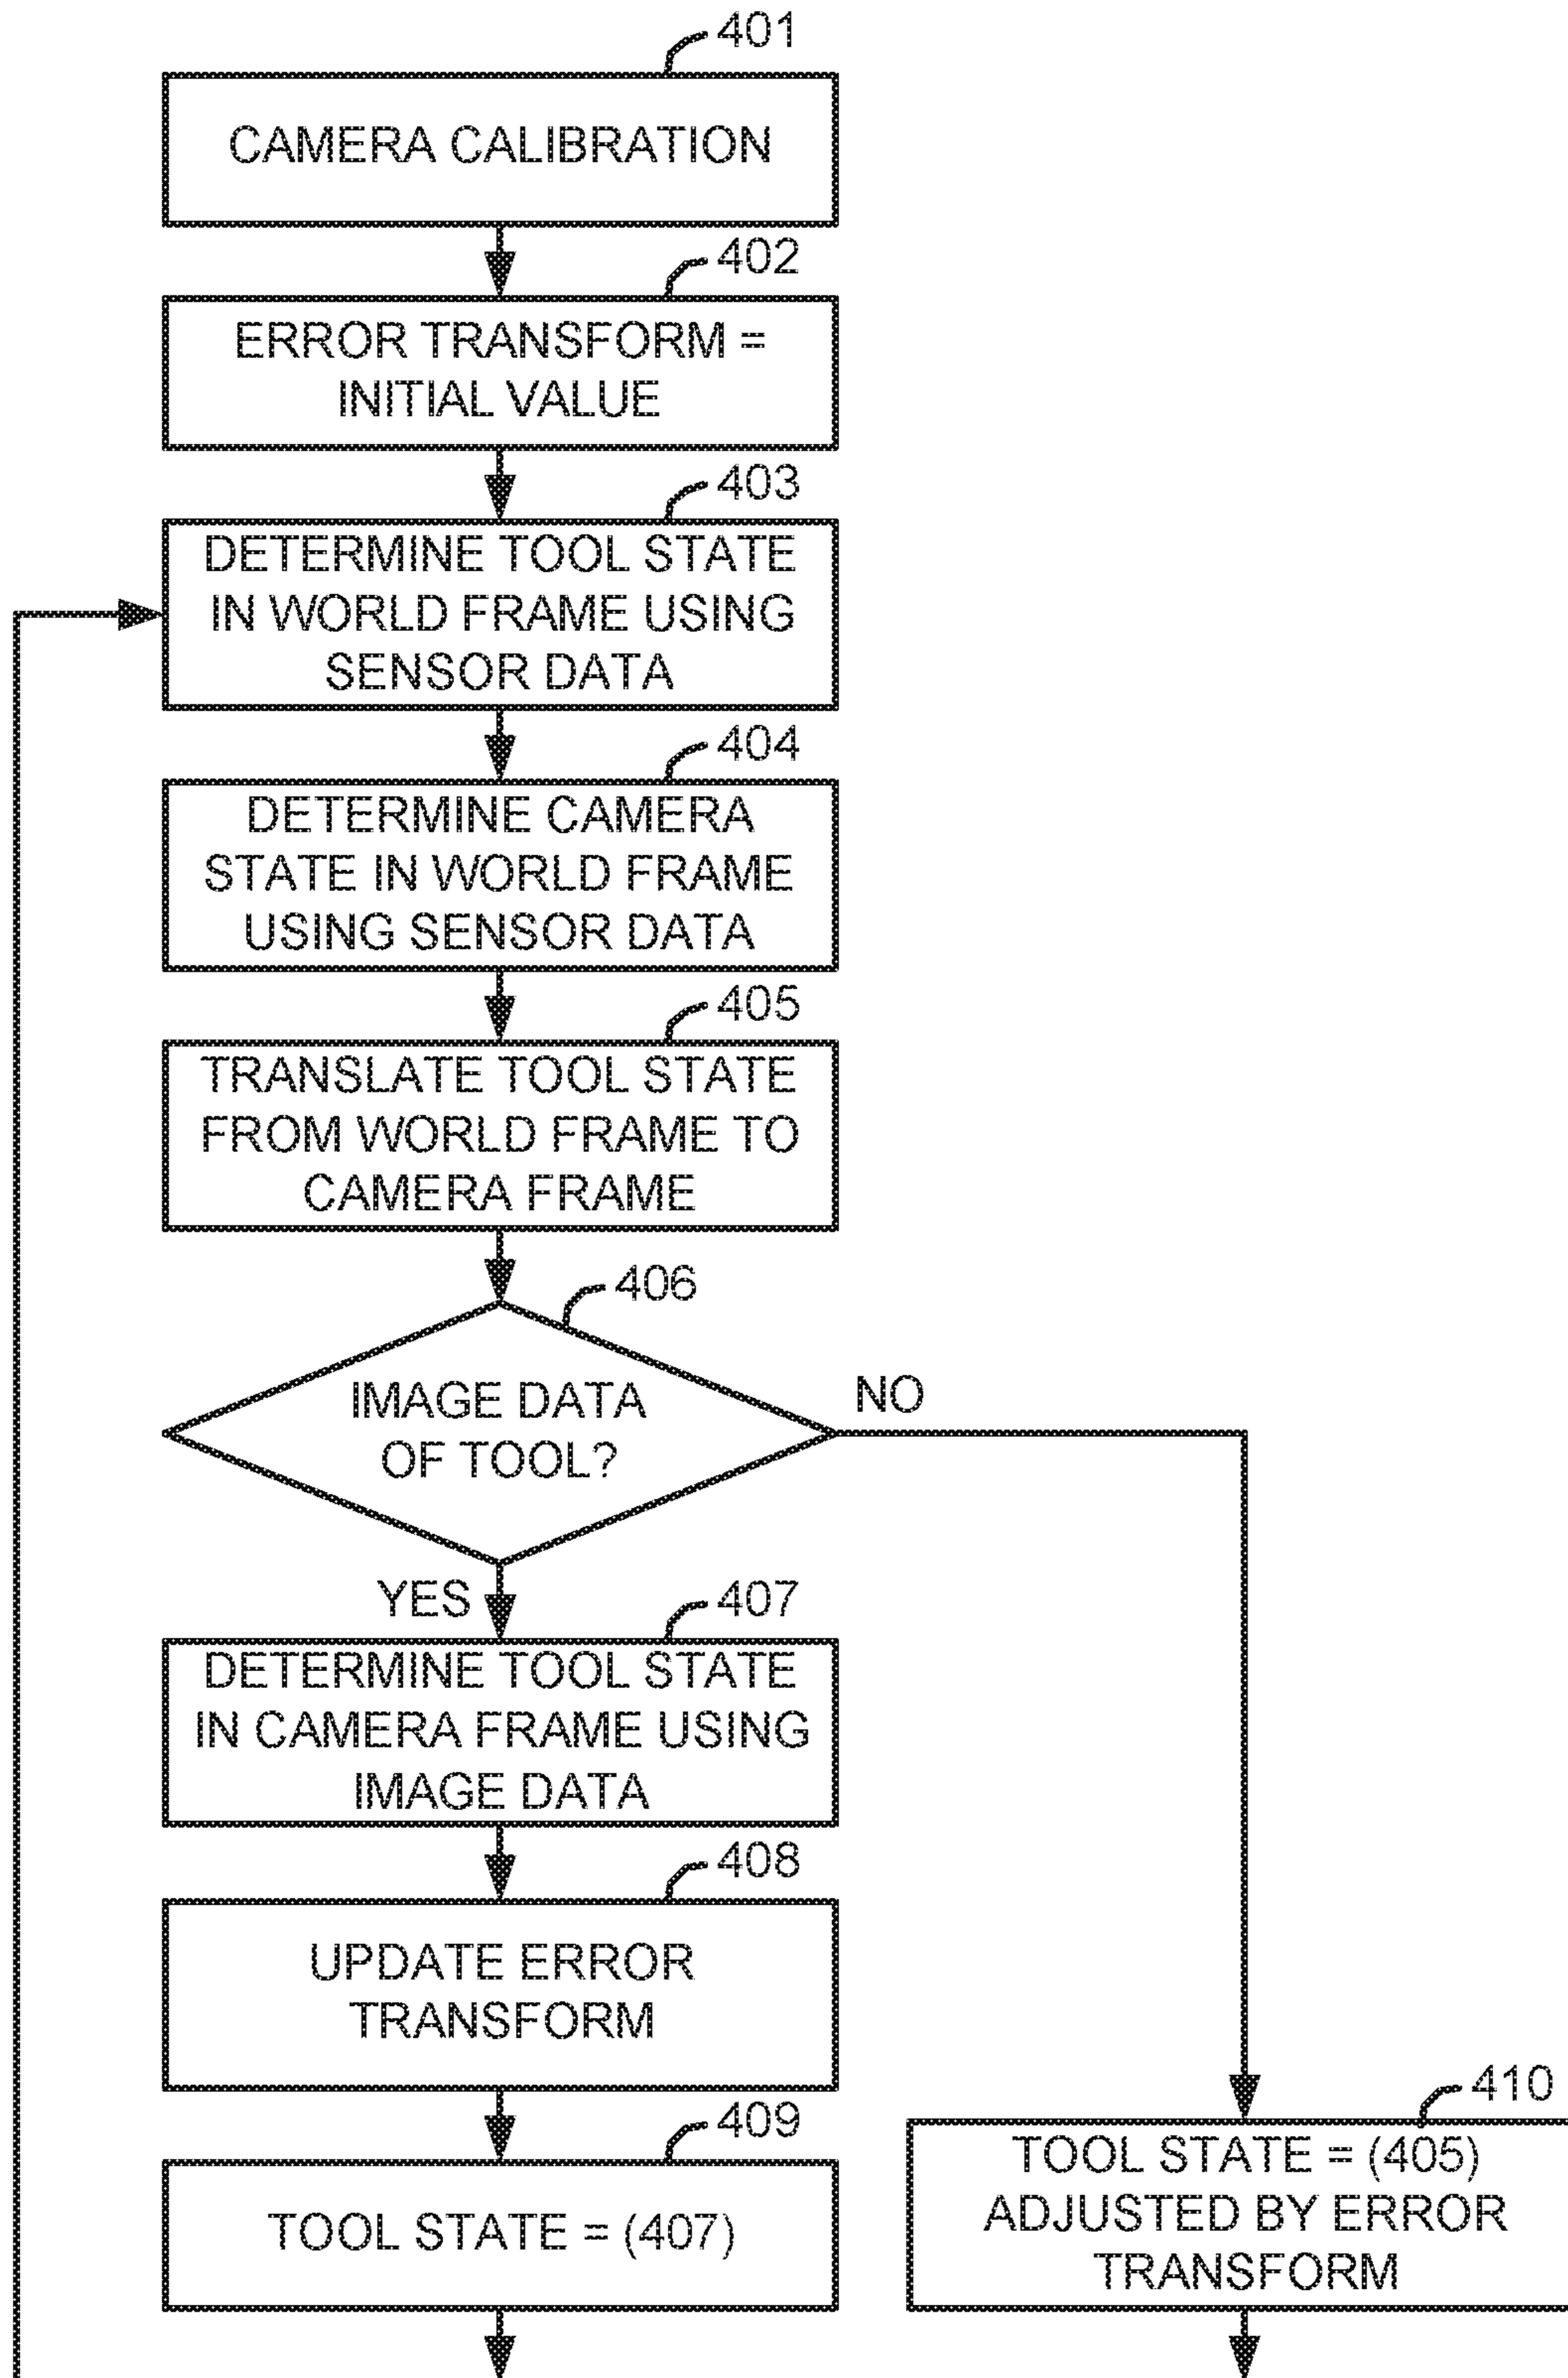 401
CAMERA CALIBRATION
402
ERROR TRANSFORM =
INITIAL VALUE
403
DETERMINE TOOL STATE
IN WORLD FRAME USING
SENSOR DATA
404
DETERMINE CAMERA
STATE IN WORLD FRAME
USING SENSOR DATA
405
TRANSLATE TOOL STATE
FROM WORLD FRAME TO
CAMERA FRAME
406
IMAGE DATA
OF TOOL?
NO
YES
407
DETERMINE TOOL STATE
IN CAMERA FRAME USING
IMAGE DATA
408
UPDATE ERROR
TRANSFORM
409
TOOL STATE = (407)
410
TOOL STATE = (405)
ADJUSTED BY ERROR
TRANSFORM